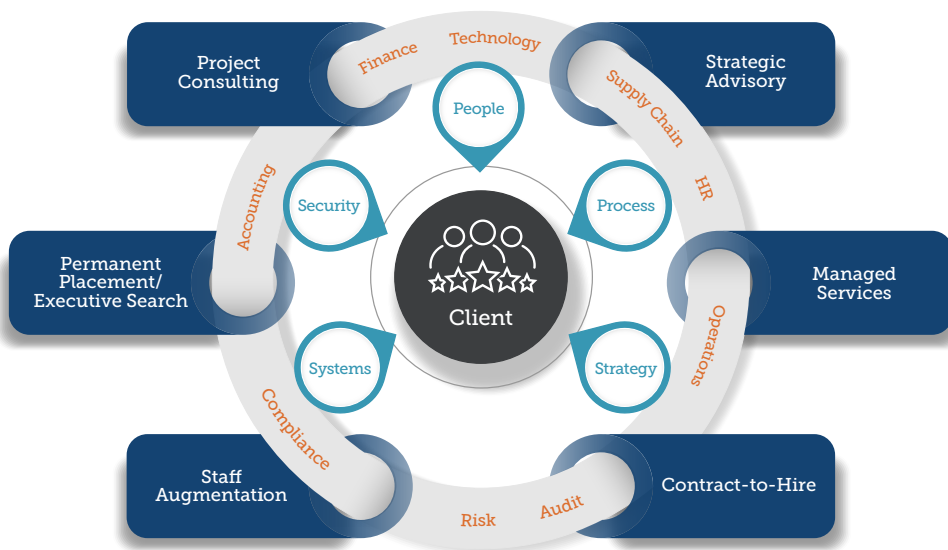 Project
Consulting
Finance
Technology
Strategic
Advisory
Supply Chain
People
Accounting
Security
Process
HR
Permanent
Placement/
Executive Search
Client
Managed
Services
Operations
Systems
Strategy
Compliance
Staff
Augmentation
Risk
Audit
Contract-to-Hire